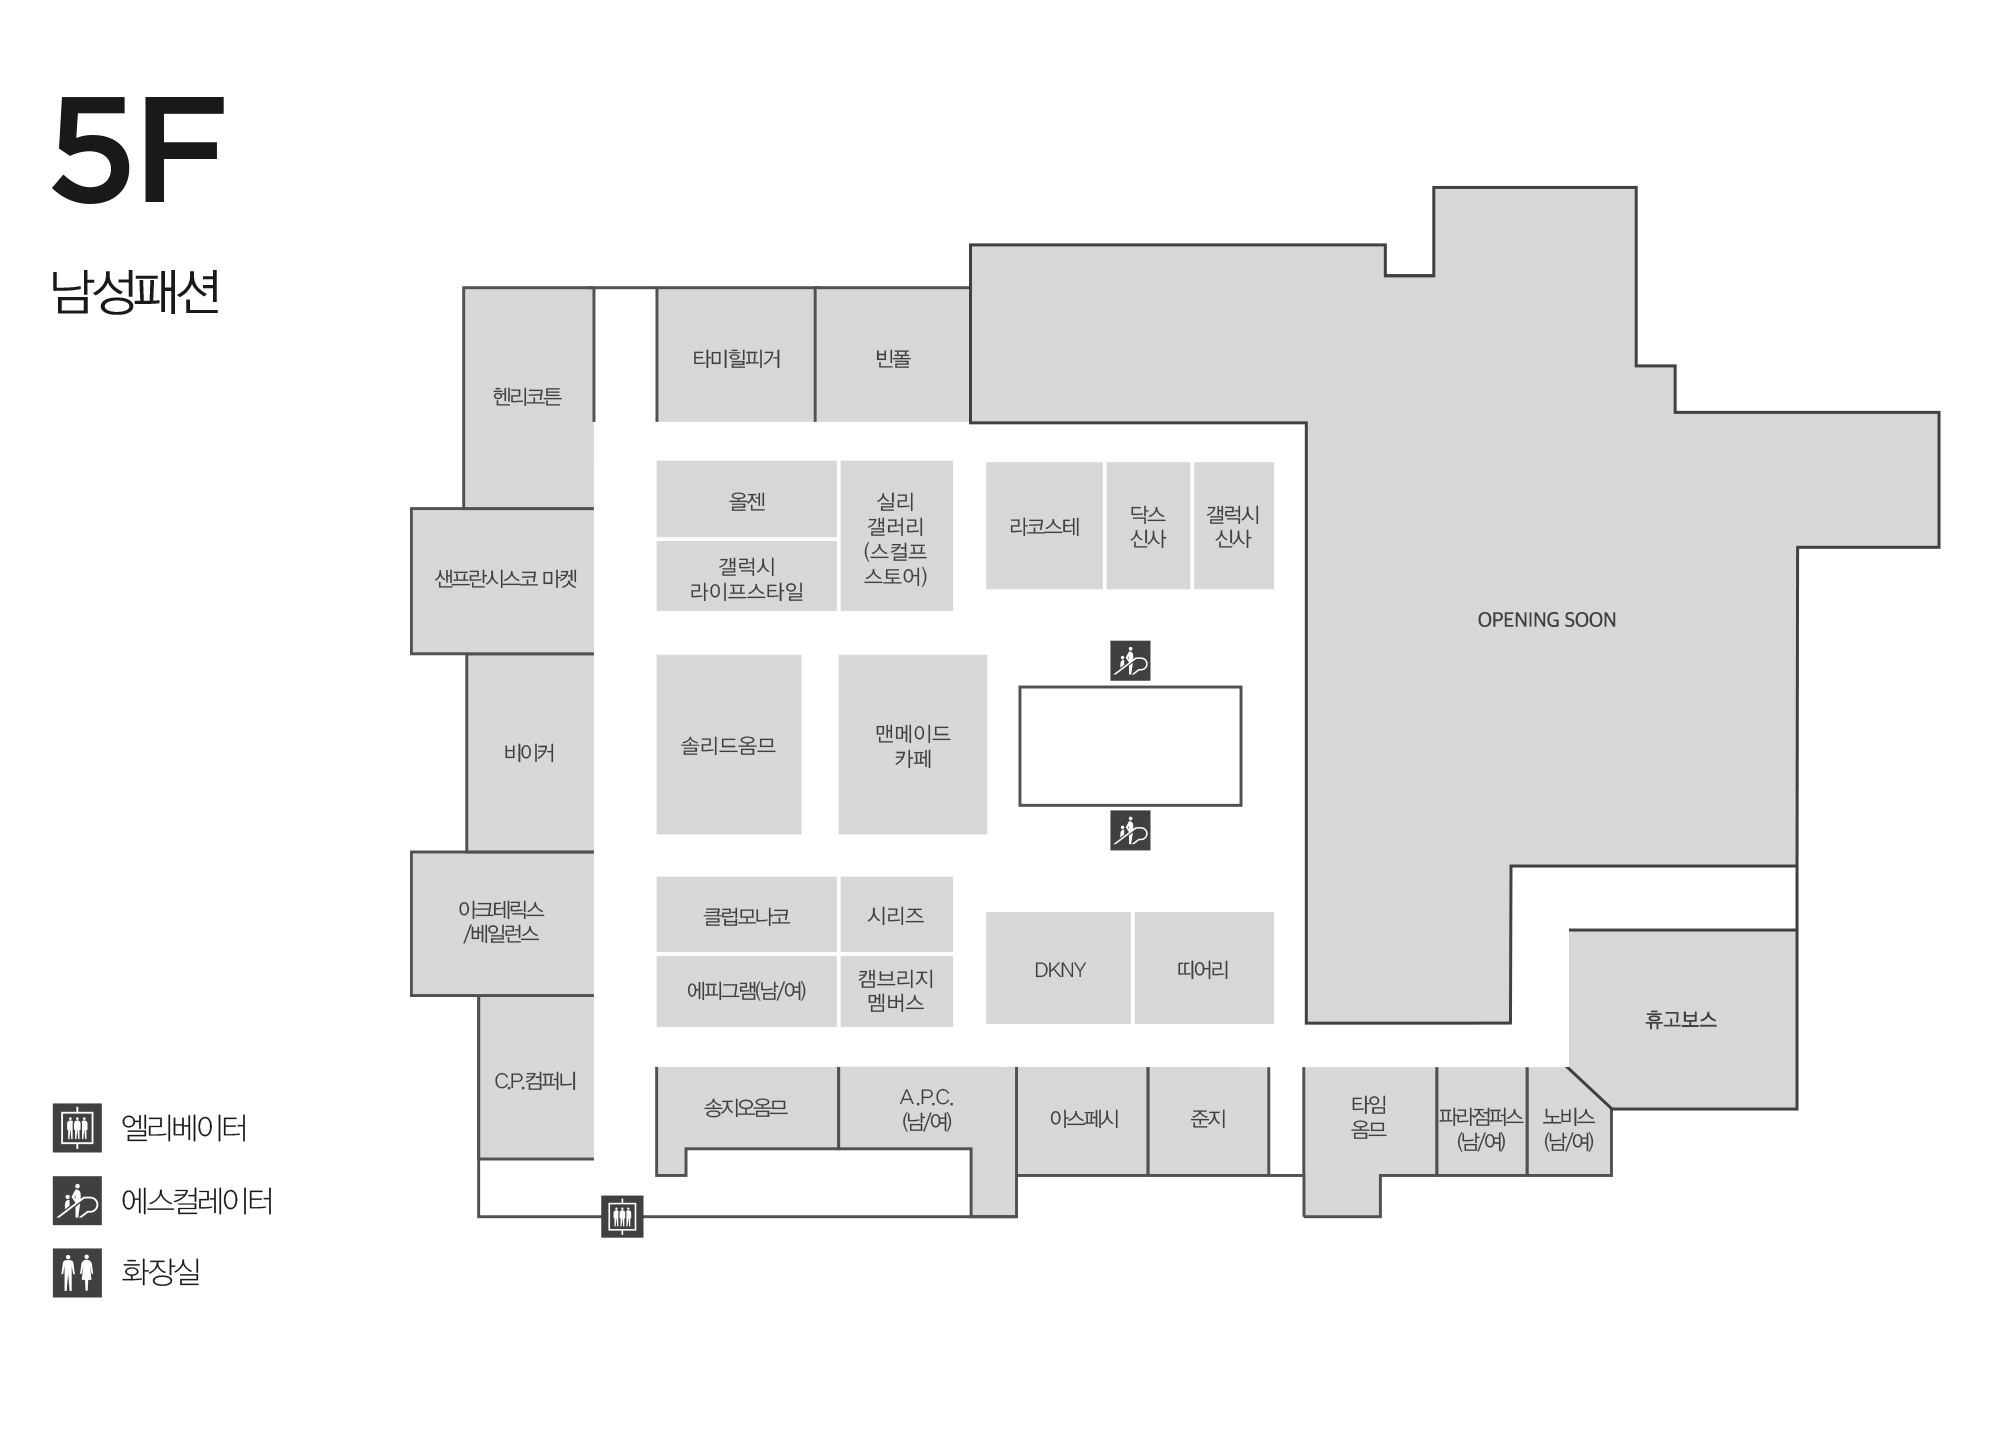 5F
남성패션
타미힐피거
빈폴
헨리코튼
올젠
실리
갤러리
(스컬프
스토어)
라코스테
닥스
신사
갤럭시
신사
갤럭시
라이프스타일
샌프란시스코 마켓
OPENING SOON
비이커
솔리드옴므
맨메이드
카페
아크테릭스
/베일런스
클럽모나코
시리즈
에피그램(남/여)
캠브리지
멤버스
DKNY
띠어리
휴고보스
C.P.컴퍼니
송지오옴므
A.P.C.
(남/여)
아스페시
준지
타임
옴므
파라점퍼스
(남/여)
노비스
(남/여)
엘리베이터
에스컬레이터
화장실